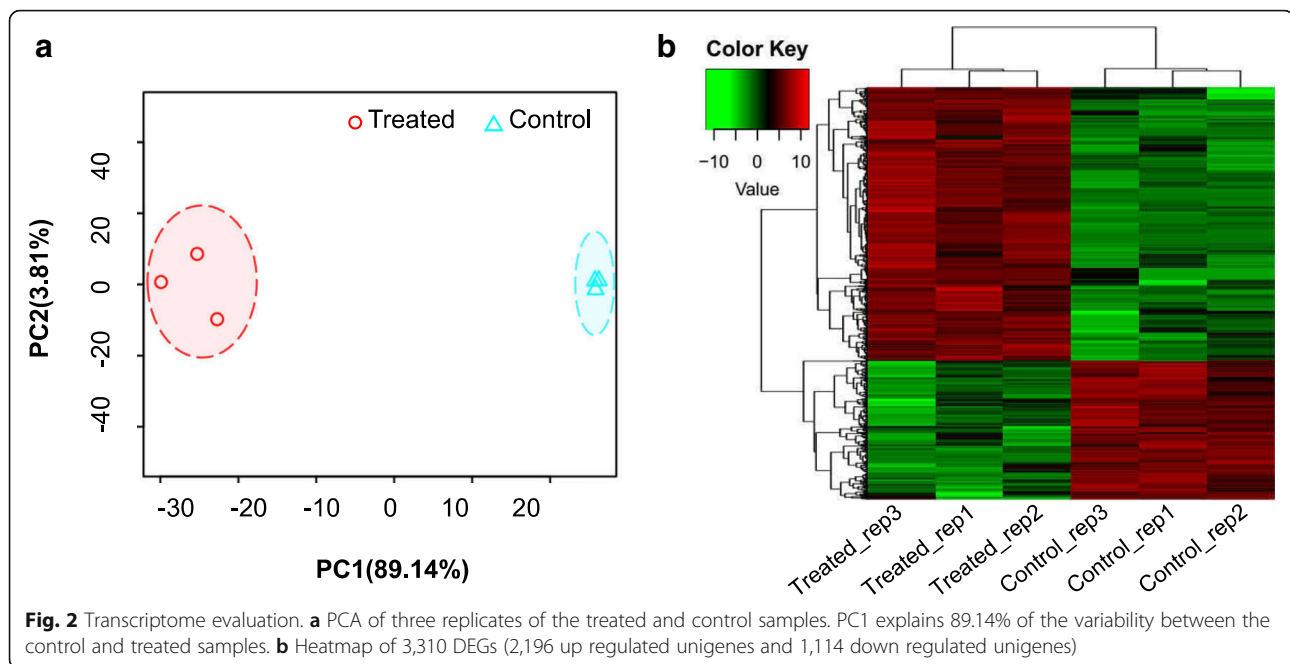 a
Treated Control
40
20
0
-20
-40
PC2(3.81%)
-30 -20 -10 0 10 20
PC1(89.14%)
b
Color Key
−10 0 10
Value
Treated_rep3
Treated_rep1
Treated_rep2
Control_rep3
Control_rep1
Control_rep2
Fig. 2 Transcriptome evaluation. a PCA of three replicates of the treated and control samples. PC1 explains 89.14% of the variability between the
control and treated samples. b Heatmap of 3,310 DEGs (2,196 up regulated unigenes and 1,114 down regulated unigenes)